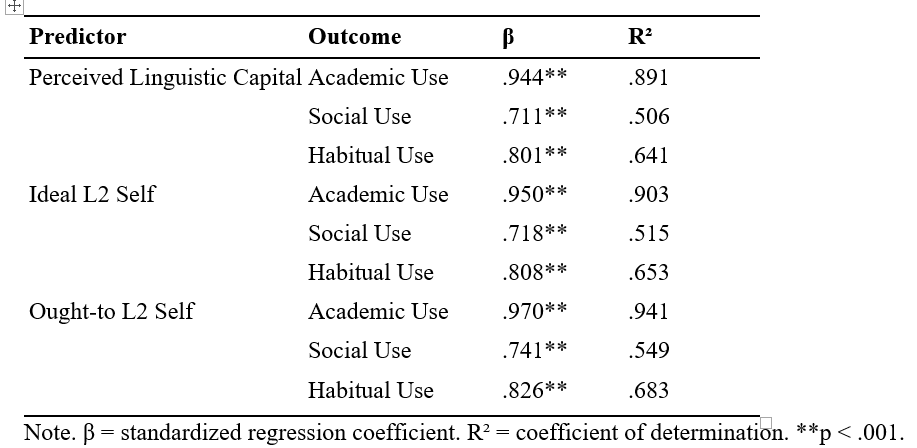 Predictor Outcome β R²
Perceived Linguistic Capital Academic Use .944** .891
Social Use .711** .506
Habitual Use .801** .641
Ideal L2 Self Academic Use .950** .903
Social Use .718** .515
Habitual Use .808** .653
Ought-to L2 Self Academic Use .970** .941
Social Use .741** .549
Habitual Use .826** .683
Note. β = standardized regression coefficient. R² = coefficient of determination. **p < .001.